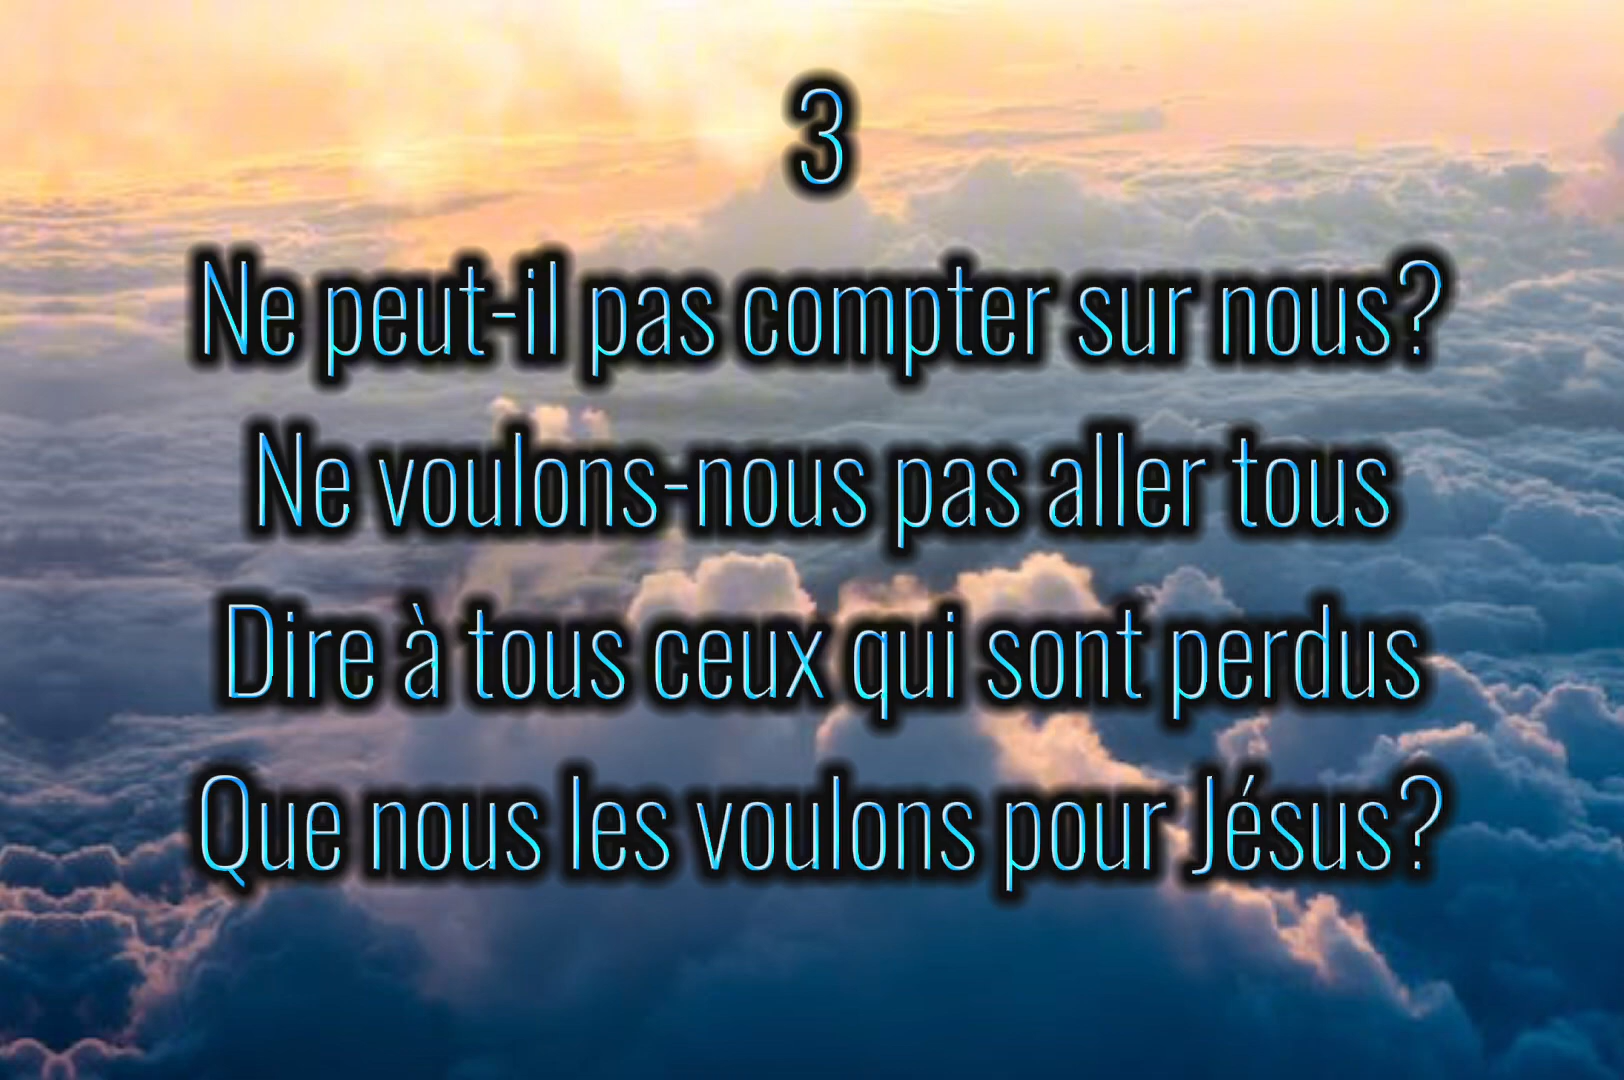 3
Ne peut-il pas compter sur nous?
Ne voulons-nous pas aller tous
Dire à tous ceux qui sont perdus
Que nous les voulons pour Jésus?